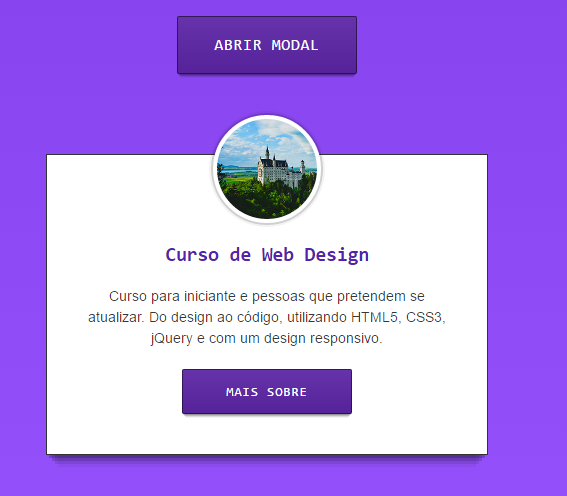 ABRIR MODAL
Curso de Web Design
Curso para iniciante e pessoas que pretendem se
atualizar. Do design ao código, utilizando HTML5, CSS3,
jQuery e com um design responsivo.
MAIS SOBRE